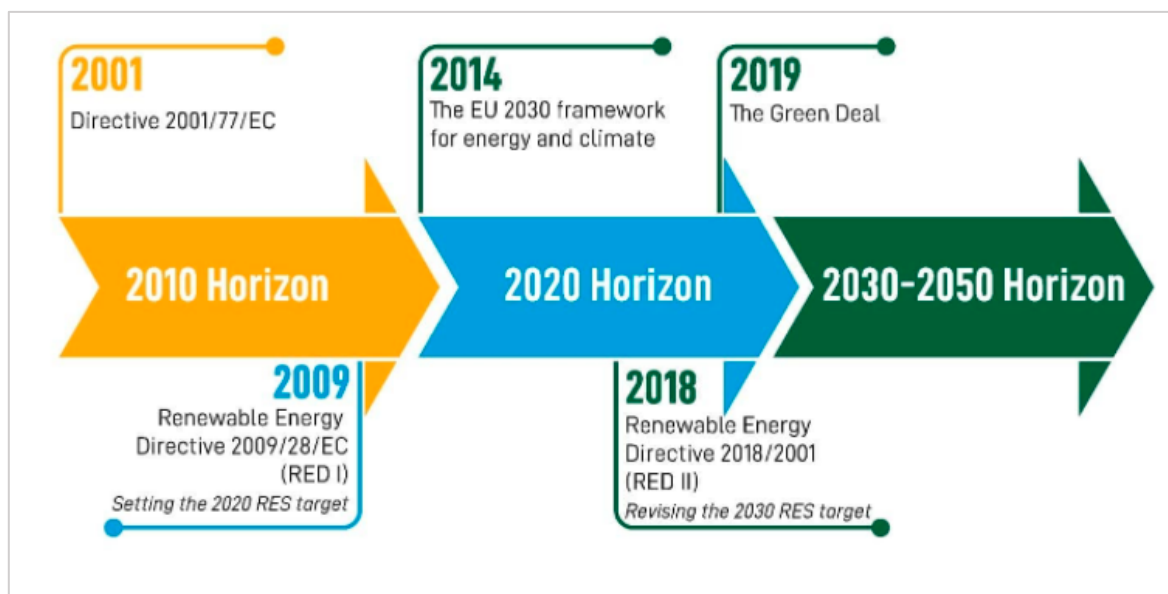 2001
Directive 2001/77/EC
2014
The EU 2030 framework
for energy and climate
2019
The Green Deal
2010 Horizon
2020 Horizon
2030-2050 Horizon
2009
Renewable Energy
Directive 2009/28/EC
(RED I)
Setting the 2020 RES target
2018
Renewable Energy
Directive 2018/2001
(RED II)
Revising the 2030 RES target